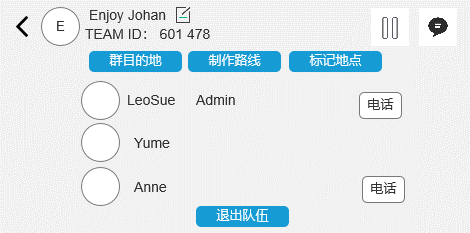 E
Enjoy Johan
TEAM ID： 601 478
群目的地 制作路线 标记地点
LeoSue Admin 电话
Yume
Anne 电话
退出队伍